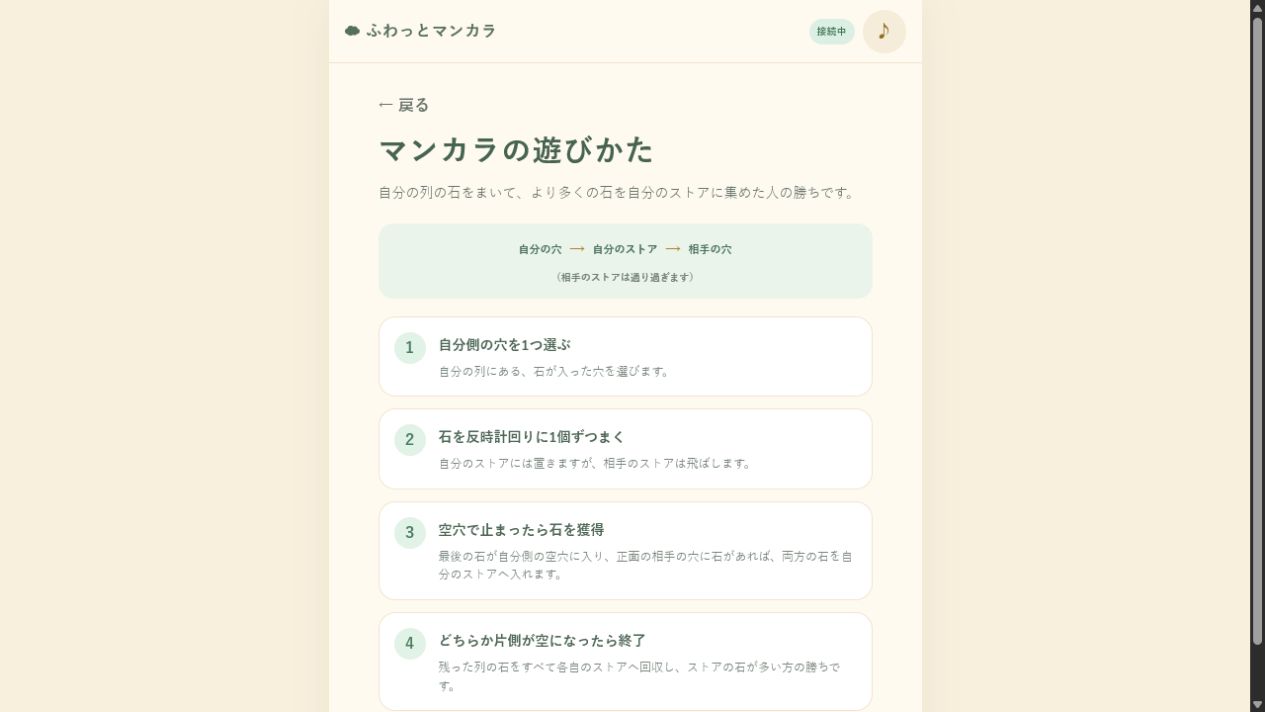 ふわっとマンカラ
接続中
♪
← 戻る
マンカラの遊びかた
自分の列の石をまいて、より多くの石を自分のストアに集めた人の勝ちです。
自分の穴 → 自分のストア → 相手の穴
（相手のストアは通り過ぎます）
1
自分側の穴を1つ選ぶ
自分の列にある、石が入った穴を選びます。
2
石を反時計回りに1個ずつまく
自分のストアには置きますが、相手のストアは飛ばします。
3
空穴で止まったら石を獲得
最後の石が自分側の空穴に入り、正面の相手の穴に石があれば、両方の石を自
分のストアへ入れます。
4
どちらか片側が空になったら終了
残った列の石をすべて各自のストアへ回収し、ストアの石が多い方の勝ちで
す。